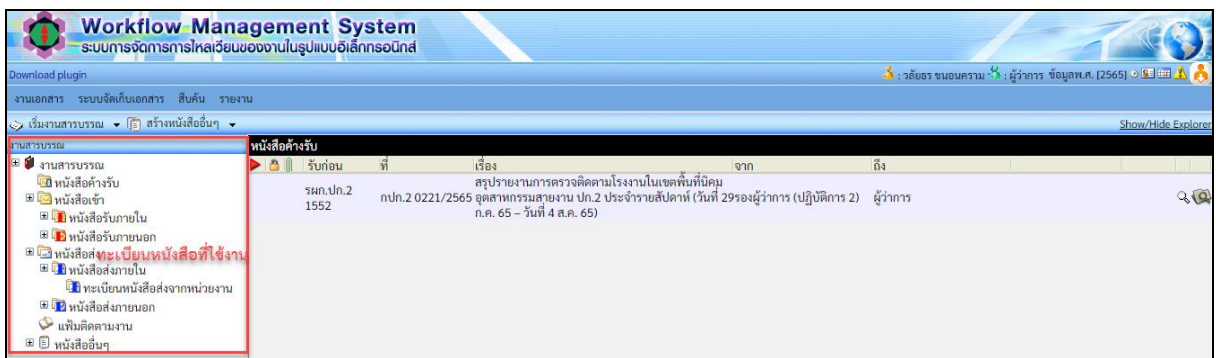 Workflow Management System
ระบบการจัดการการไหลเวียนของงานในรูปแบบอิเล็กทรอนิกส์
Download plugin
: วลัยธร ขนอนคราม : ผู้ว่าการ ข้อมูลพ.ศ. [2565]
งานเอกสาร ระบบจัดเก็บเอกสาร สืบค้น รายงาน
เริ่มงานสารบรรณ สร้างหนังสืออื่นๆ Show/Hide Explorer
งานสารบรรณ
หนังสือค้างรับ
รับก่อน ที่ เรื่อง จาก ถึง
รผก.ปก.2 1552
กปก.2 0221/2565
สรุปรายงานการตรวจติดตามโรงงานในเขตพื้นที่นิคม
อุตสาหกรรมสายงาน ปก.2 ประจำรายสัปดาห์ (วันที่ 29
ก.ค. 65 – วันที่ 4 ส.ค. 65)
รองผู้ว่าการ (ปฏิบัติการ 2)
ผู้ว่าการ
งานสารบรรณ
หนังสือค้างรับ
หนังสือเข้า
หนังสือรับภายใน
หนังสือรับภายนอก
หนังสือส่ง
ทะเบียนหนังสือที่ใช้งาน
หนังสือส่งภายใน
ทะเบียนหนังสือส่งจากหน่วยงาน
หนังสือส่งภายนอก
แฟ้มติดตามงาน
หนังสืออื่นๆ